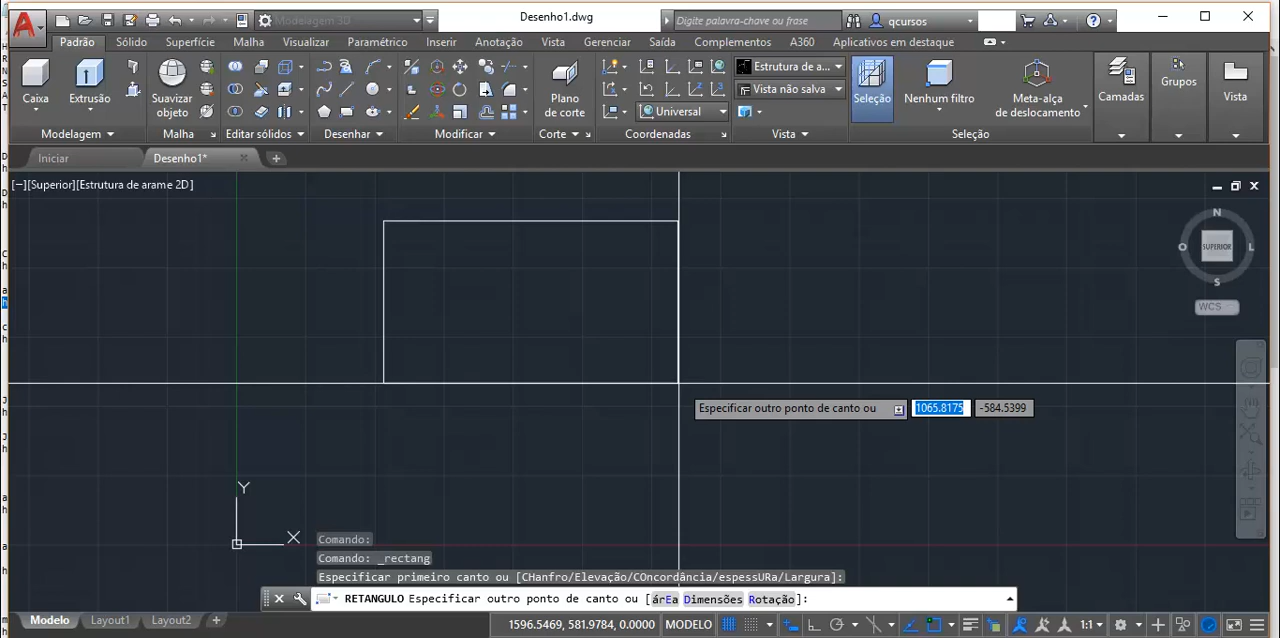 Modelagem 3D
Desenho1.dwg
Digite palavra-chave ou frase
qcursos
Padrão Sólido Superfície Malha Visualizar Paramétrico Inserir Anotação Vista Gerenciar Saída Complementos A360 Aplicativos em destaque
Caixa
Extrusão
Suavizar
objeto
Plano
de corte
Universal
Estrutura de a...
Vista não salva
Seleção
Nenhum filtro
Meta-alça
de deslocamento
Camadas
Grupos
Vista
Modelagem Malha Editar sólidos Desenhar Modificar Corte Coordenadas Vista Seleção
Iniciar Desenho1*
[−][Superior][Estrutura de arame 2D]
N
O SUPERIOR L
S
WCS
Especificar outro ponto de canto ou 1065.8175 -584.5399
Y
X
Comando:
Comando: _rectang
Especificar primeiro canto ou [CHanfro/Elevação/COncordância/espessURa/Largura]:
RETANGULO Especificar outro ponto de canto ou [árEa Dimensões Rotação]:
Modelo Layout1 Layout2 1596.5469, 581.9784, 0.0000 MODELO 1:1